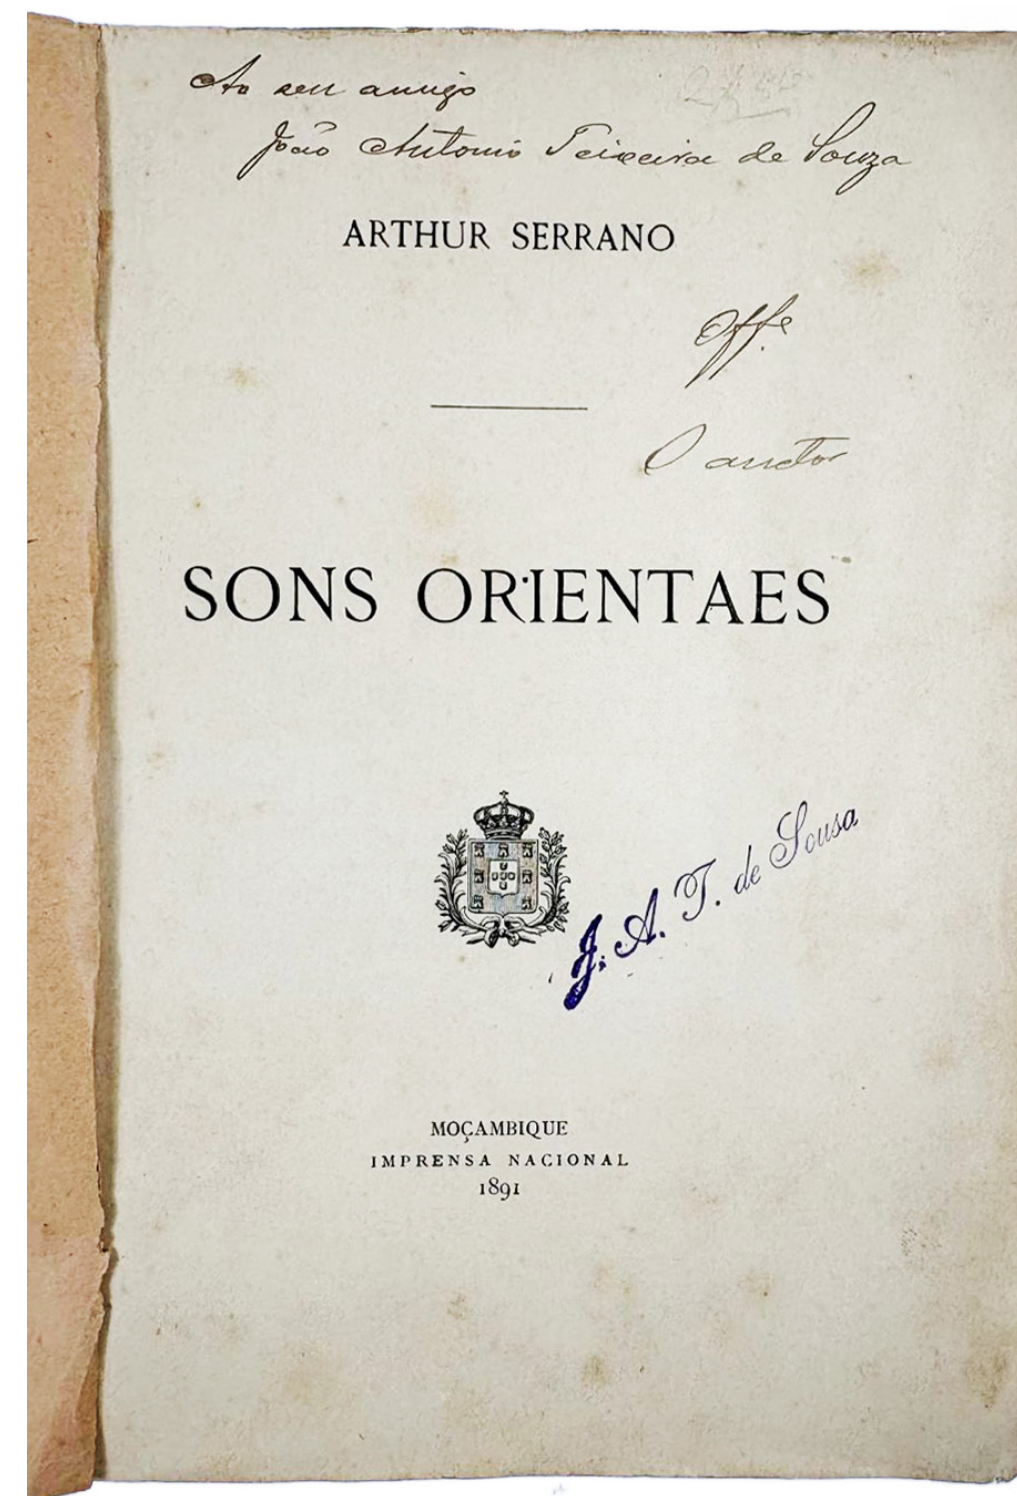 Ao seu amigo
João Antonio Teixeira de Souza
ARTHUR SERRANO
Off.e
O auctor
SONS ORIENTAES
J. A. T. de Sousa
MOÇAMBIQUE
IMPRENSA NACIONAL
1891